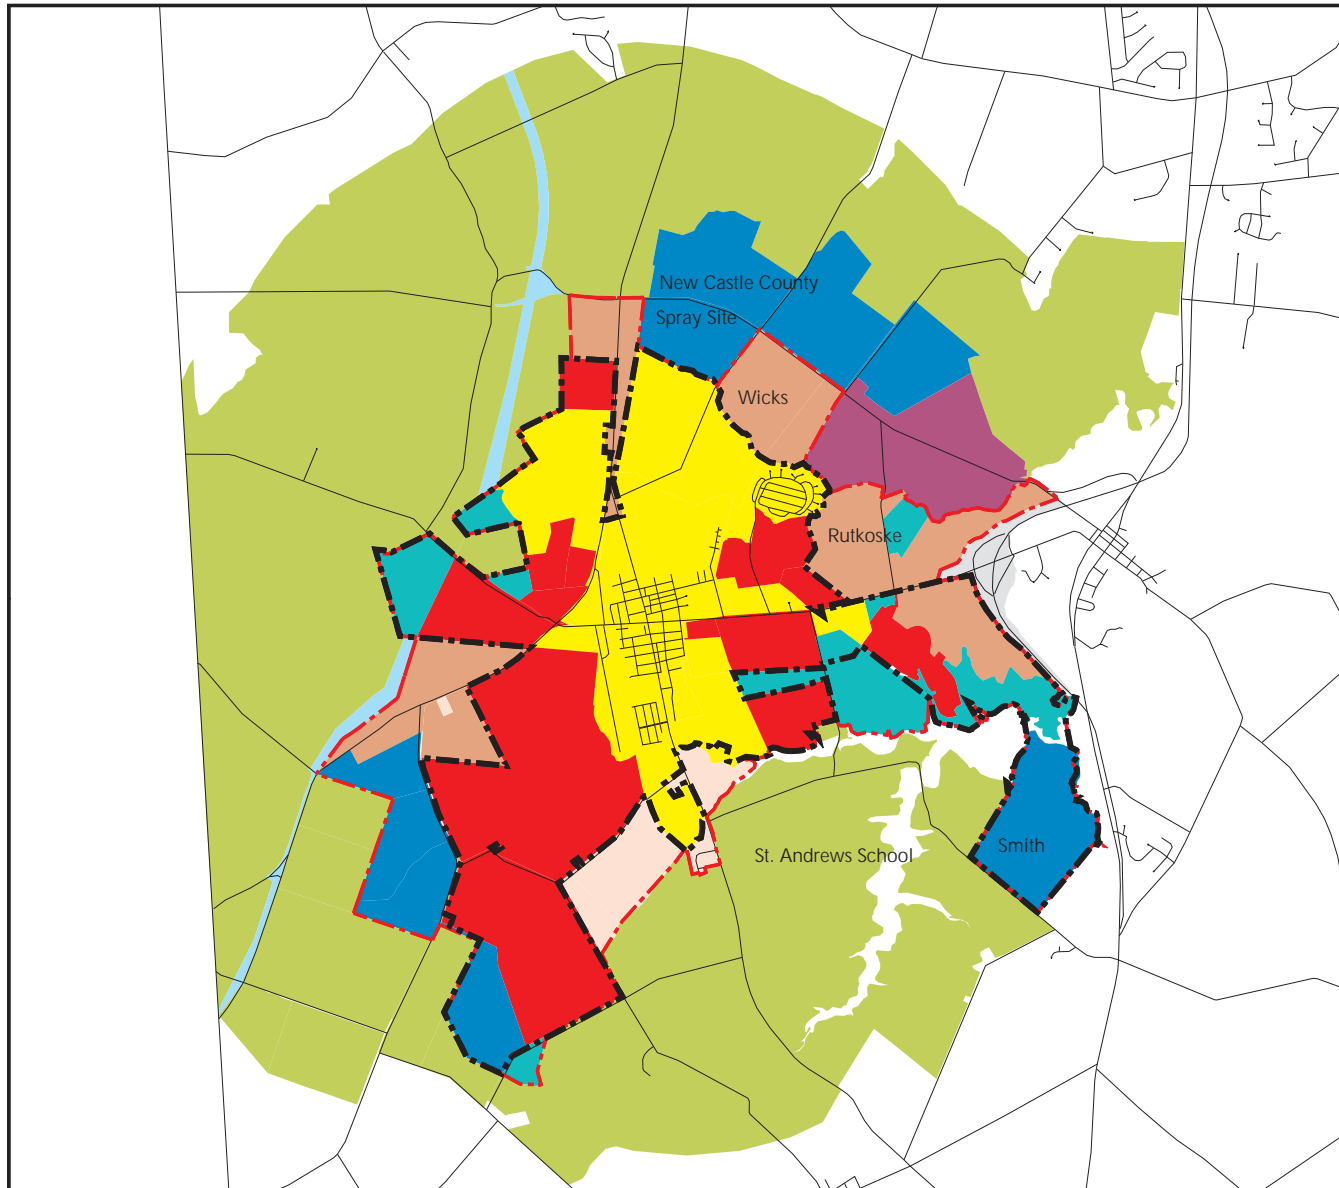 New Castle County
Spray Site
Wicks
Rutkoske
St. Andrews School
Smith